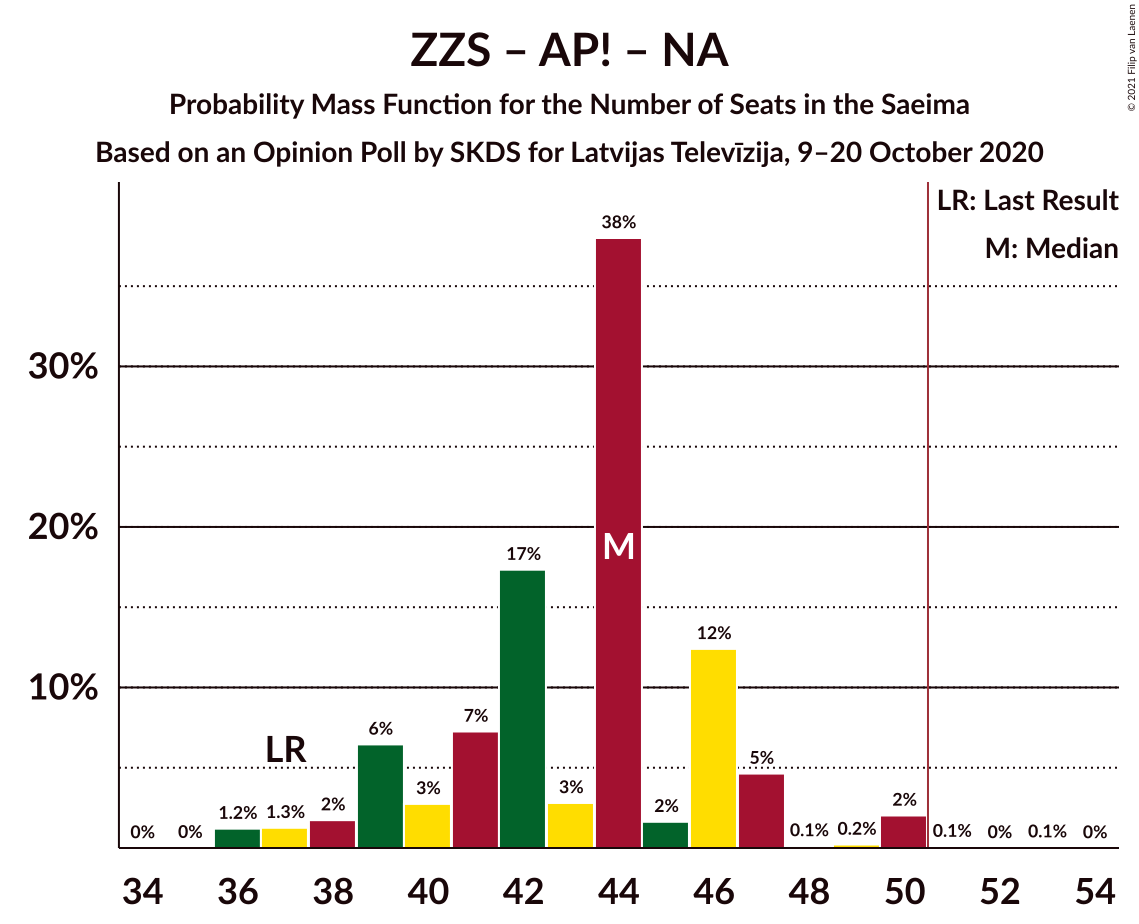 ZZS – AP! – NA
Probability Mass Function for the Number of Seats in the Saeima
Based on an Opinion Poll by SKDS for Latvijas Televīzija, 9–20 October 2020
© 2021 Filip van Laenen
LR: Last Result
M: Median
30%
20%
10%
0%
0%
1.2%
1.3%
2%
6%
3%
7%
17%
3%
38%
2%
12%
5%
0.1%
0.2%
2%
0.1%
0%
0.1%
0%
LR
M
34 36 38 40 42 44 46 48 50 52 54